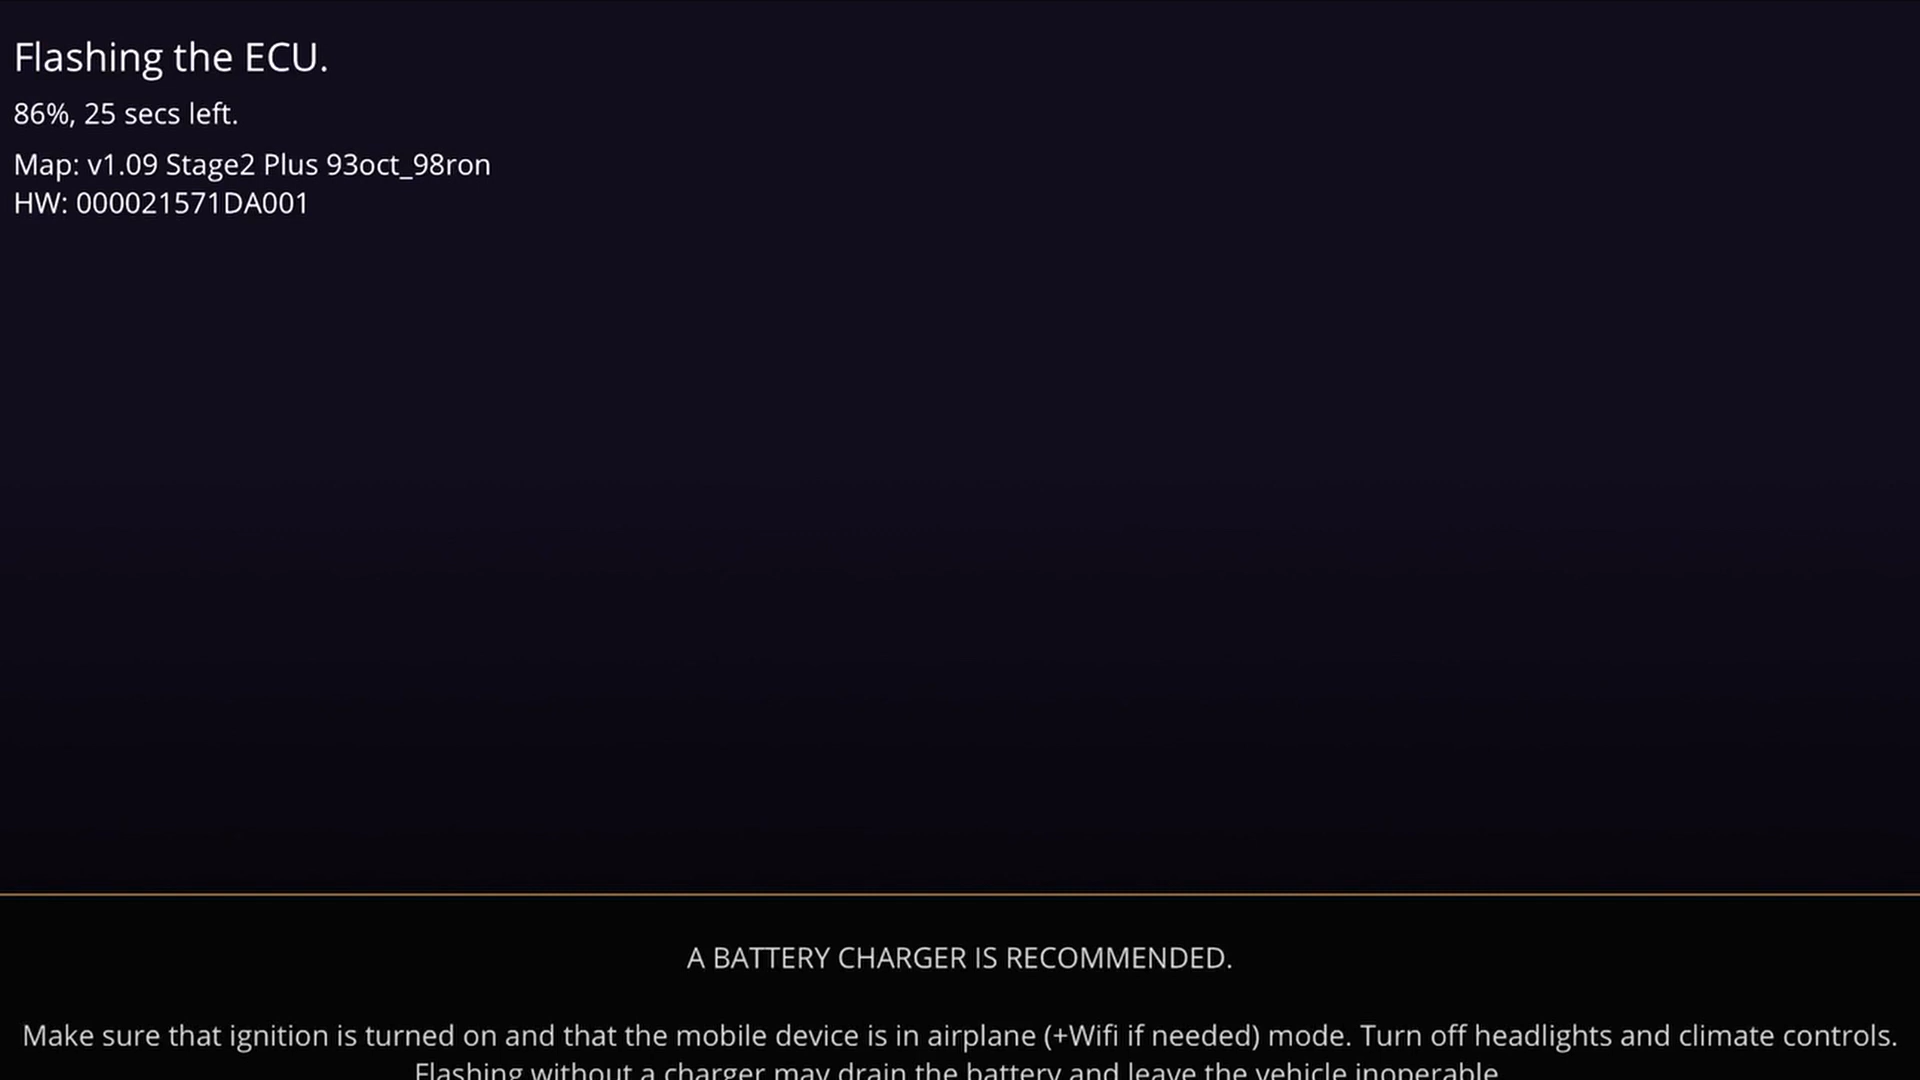 Flashing the ECU.
86%, 25 secs left.
Map: v1.09 Stage2 Plus 93oct_98ron
HW: 000021571DA001
A BATTERY CHARGER IS RECOMMENDED.
Make sure that ignition is turned on and that the mobile device is in airplane (+Wifi if needed) mode. Turn off headlights and climate controls.
Flashing without a charger may drain the battery and leave the vehicle inoperable